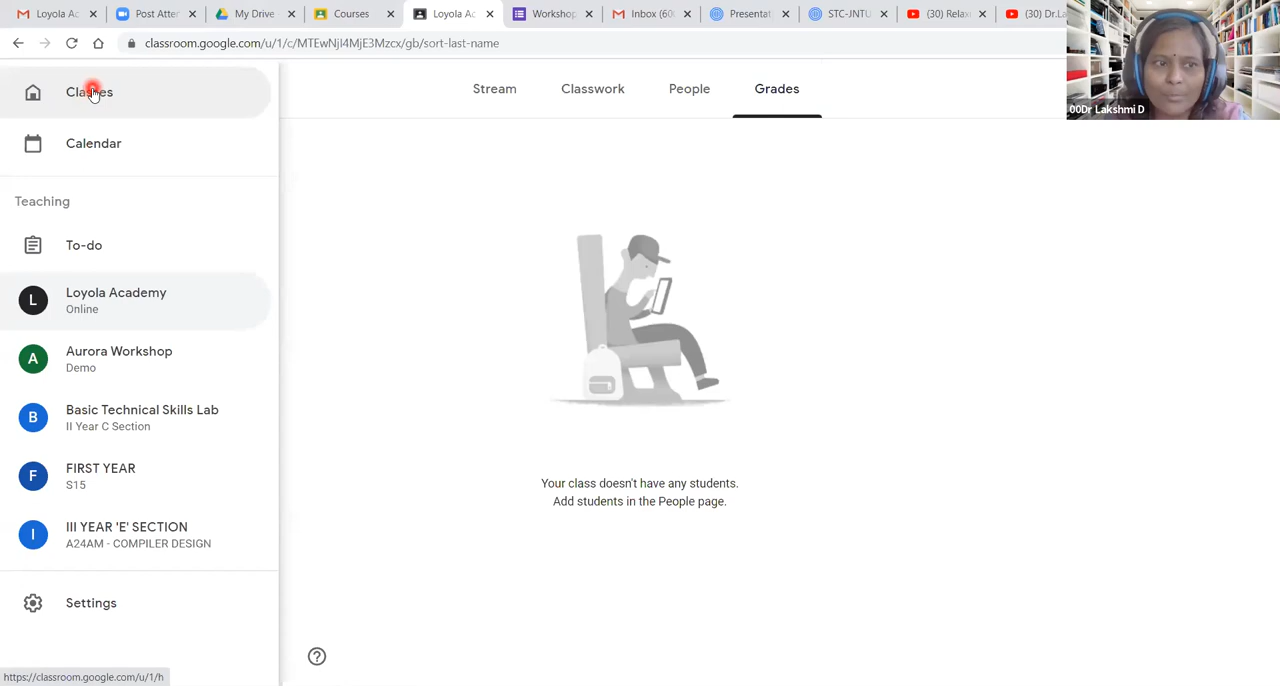 Loyola Ac
Post Atter
My Drive
Courses
Loyola Ac
Workshop
Inbox (60
Presentat
STC-JNTU
(30) Relax
(30) Dr.La
classroom.google.com/u/1/c/MTEwNjI4MjE3Mzcx/gb/sort-last-name
Classes
Stream
Classwork
People
Grades
00Dr Lakshmi D
Calendar
Teaching
To-do
L
Loyola Academy
Online
A
Aurora Workshop
Demo
B
Basic Technical Skills Lab
II Year C Section
F
FIRST YEAR
S15
I
III YEAR 'E' SECTION
A24AM - COMPILER DESIGN
Your class doesn't have any students.
Add students in the People page.
Settings
https://classroom.google.com/u/1/h